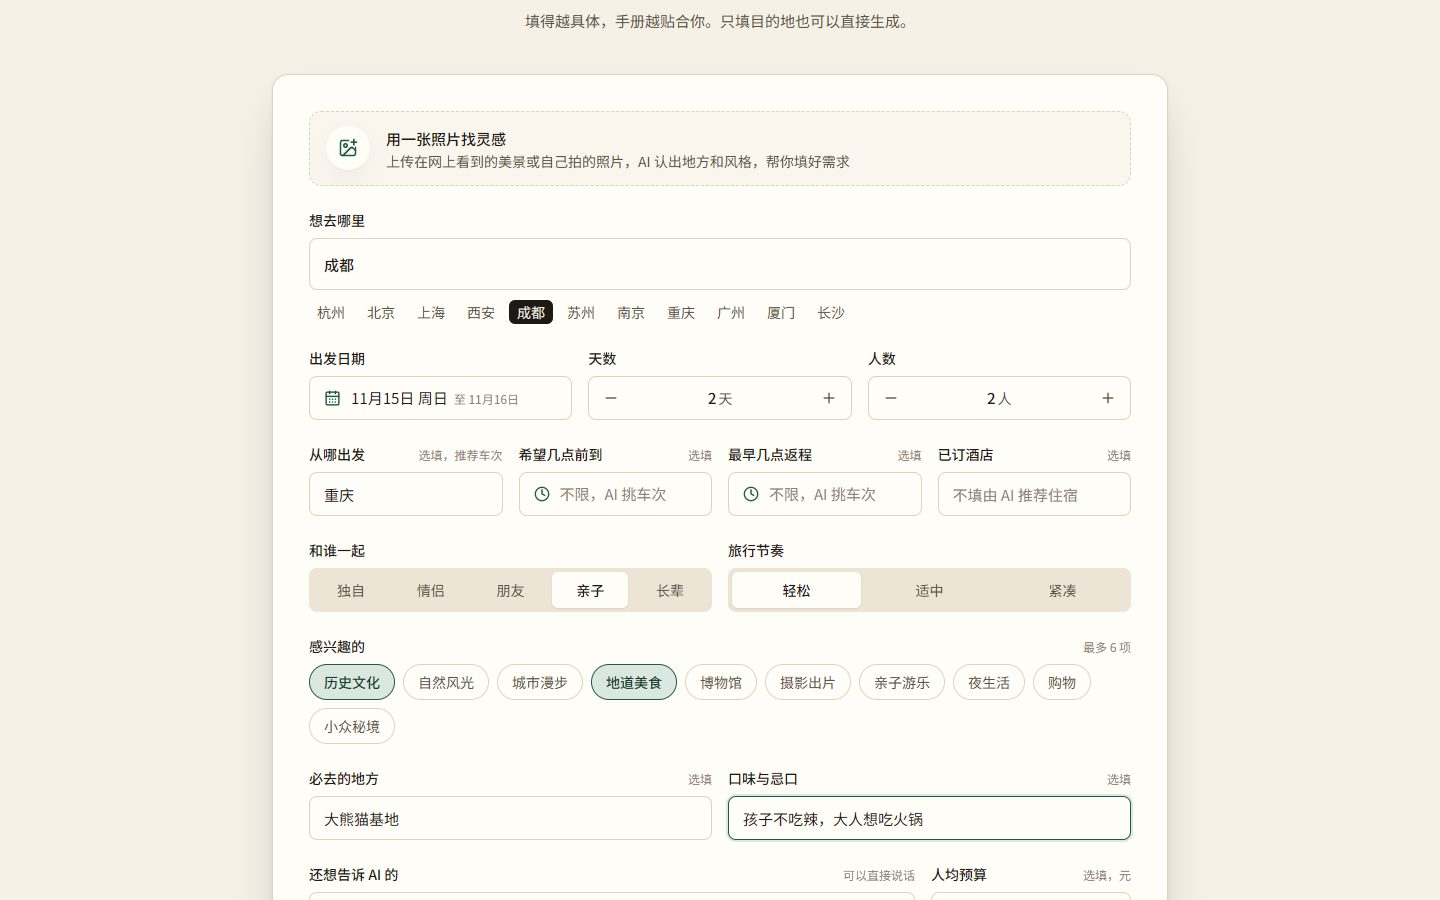 填得越具体，手册越贴合你。只填目的地也可以直接生成。
用一张照片找灵感
上传在网上看到的美景或自己拍的照片，AI 认出地方和风格，帮你填好需求
想去哪里
成都
杭州 北京 上海 西安 成都 苏州 南京 重庆 广州 厦门 长沙
出发日期 天数 人数
11月15日 周日 至 11月16日 2 天 2 人
从哪出发 选填，推荐车次 希望几点前到 选填 最早几点返程 选填 已订酒店 选填
重庆 不限，AI 挑车次 不限，AI 挑车次 不填由 AI 推荐住宿
和谁一起 旅行节奏
独自 情侣 朋友 亲子 长辈 轻松 适中 紧凑
感兴趣的 最多 6 项
历史文化 自然风光 城市漫步 地道美食 博物馆 摄影出片 亲子游乐 夜生活 购物
小众秘境
必去的地方 选填 口味与忌口 选填
大熊猫基地 孩子不吃辣，大人想吃火锅
还想告诉 AI 的 可以直接说话 人均预算 选填，元